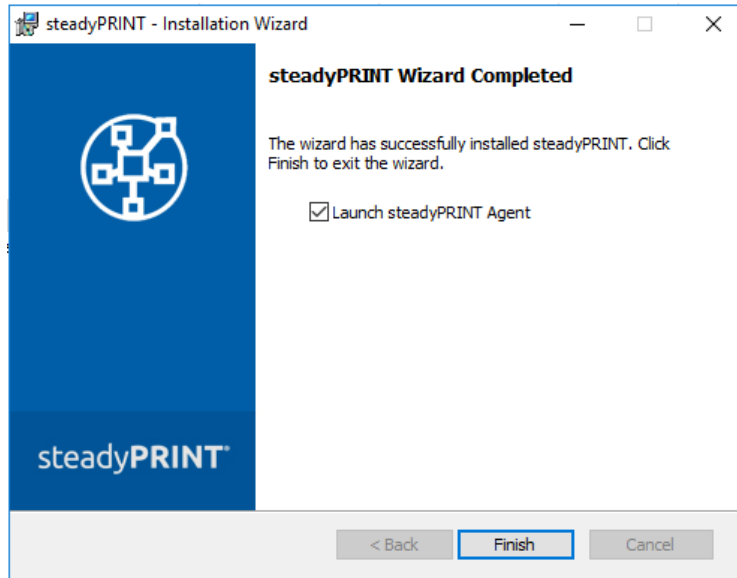 steadyPRINT - Installation Wizard
steadyPRINT Wizard Completed
The wizard has successfully installed steadyPRINT. Click
Finish to exit the wizard.
Launch steadyPRINT Agent
steadyPRINT®
< Back
Finish
Cancel